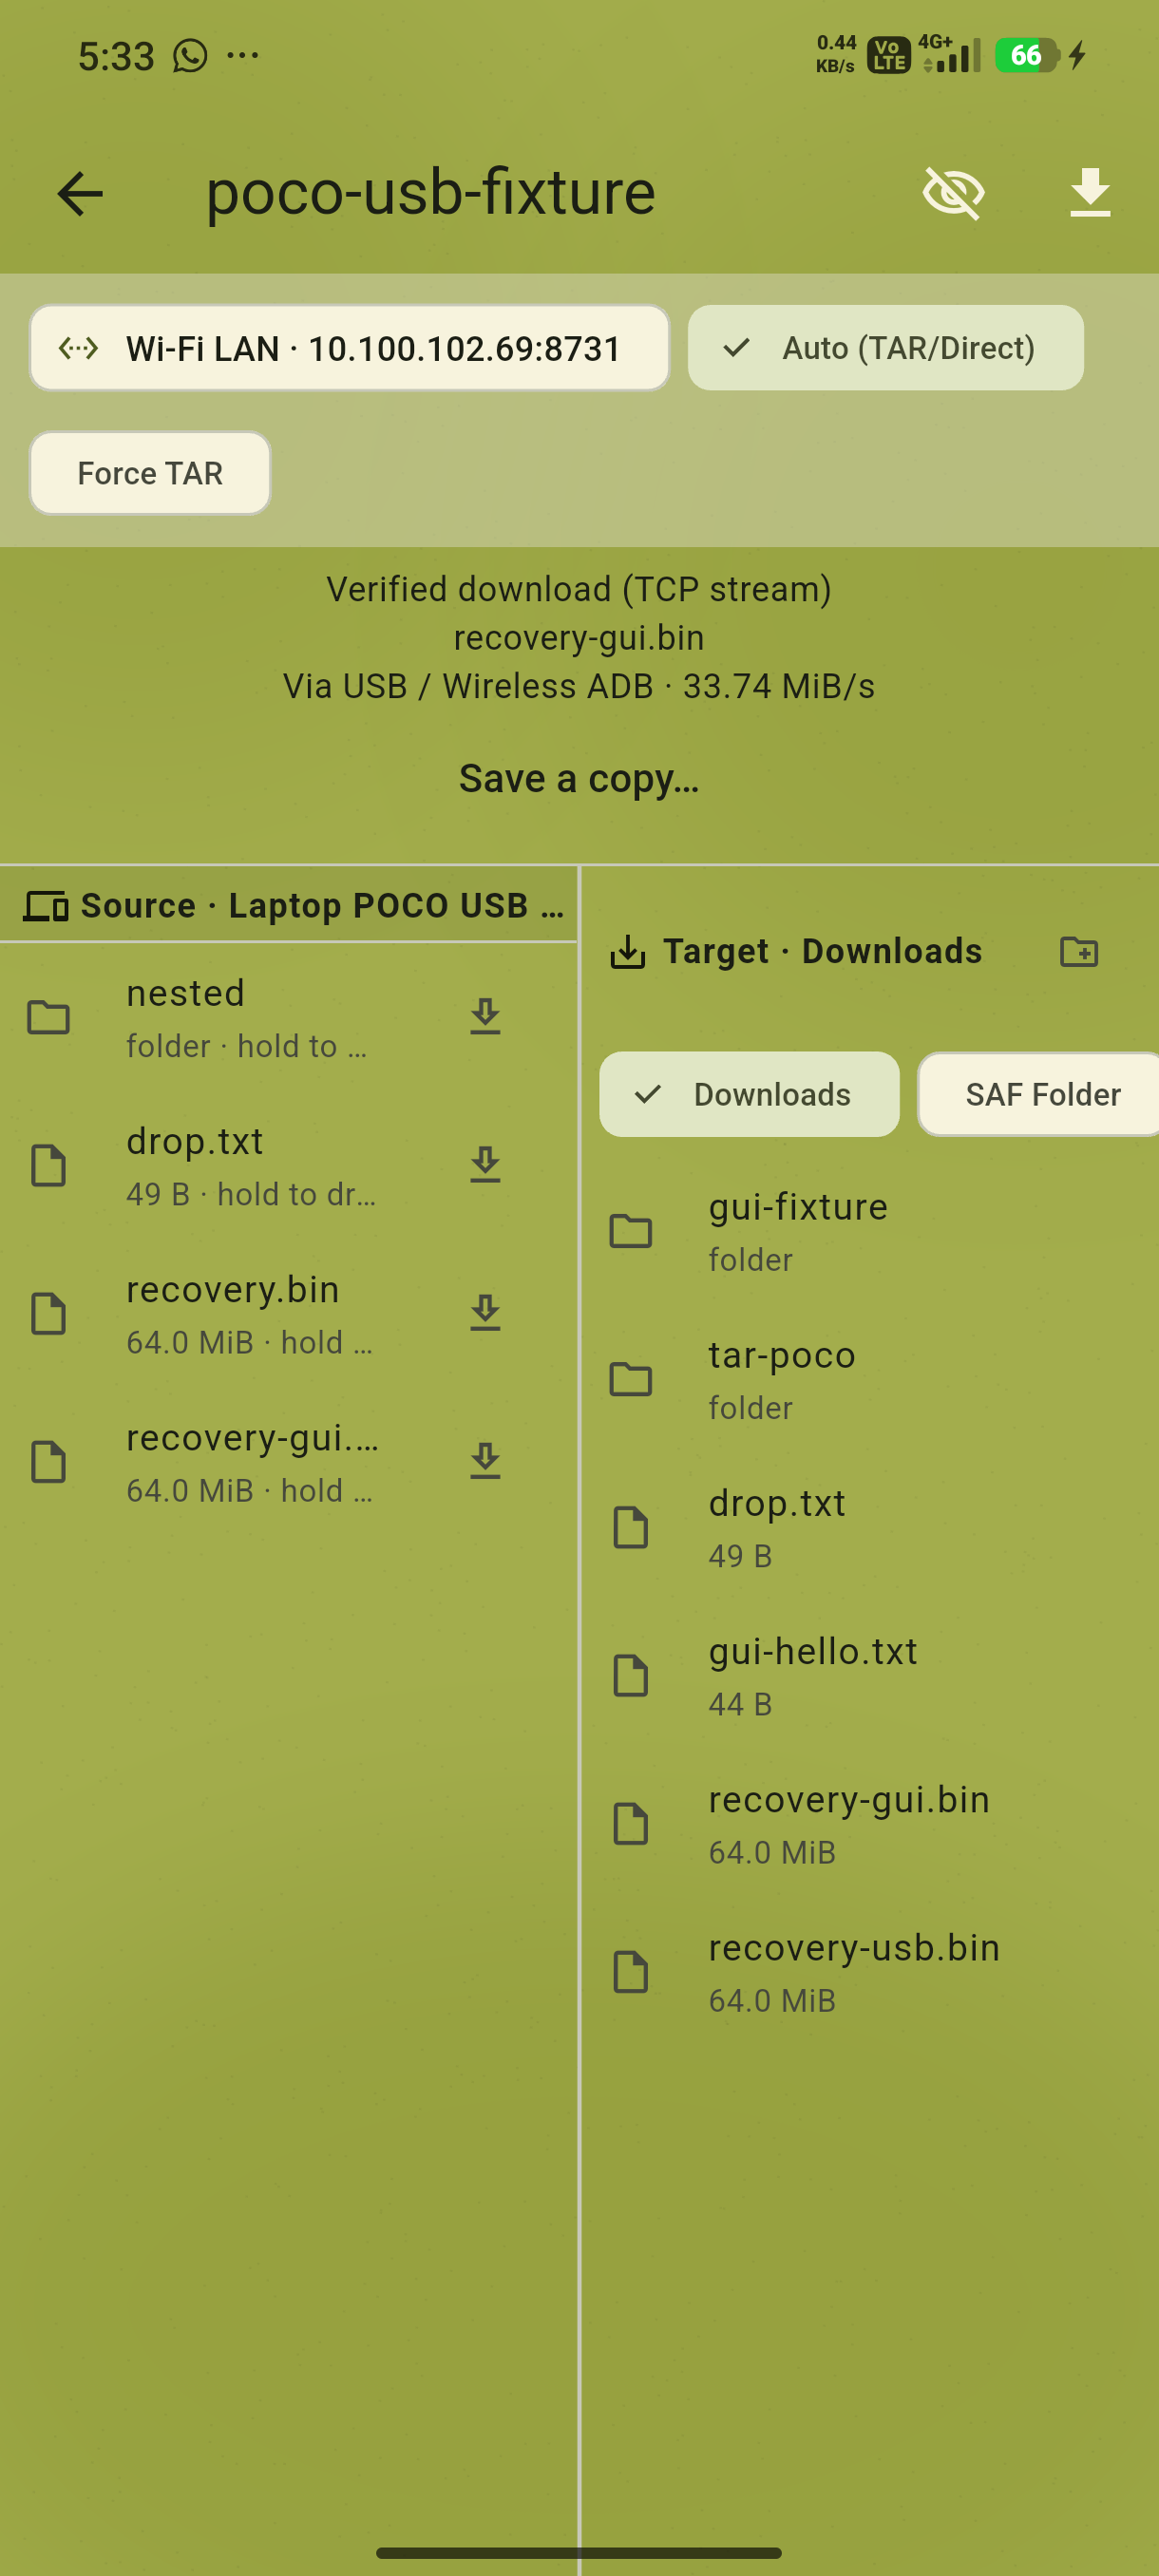 5:33
0.44
KB/s
Vo
LTE
4G+
66
poco-usb-fixture
Wi-Fi LAN · 10.100.102.69:8731
Auto (TAR/Direct)
Force TAR
Verified download (TCP stream)
recovery-gui.bin
Via USB / Wireless ADB · 33.74 MiB/s
Save a copy…
Source · Laptop POCO USB …
nested
folder · hold to …
drop.txt
49 B · hold to dr…
recovery.bin
64.0 MiB · hold …
recovery-gui.…
64.0 MiB · hold …
Target · Downloads
Downloads
SAF Folder
gui-fixture
folder
tar-poco
folder
drop.txt
49 B
gui-hello.txt
44 B
recovery-gui.bin
64.0 MiB
recovery-usb.bin
64.0 MiB